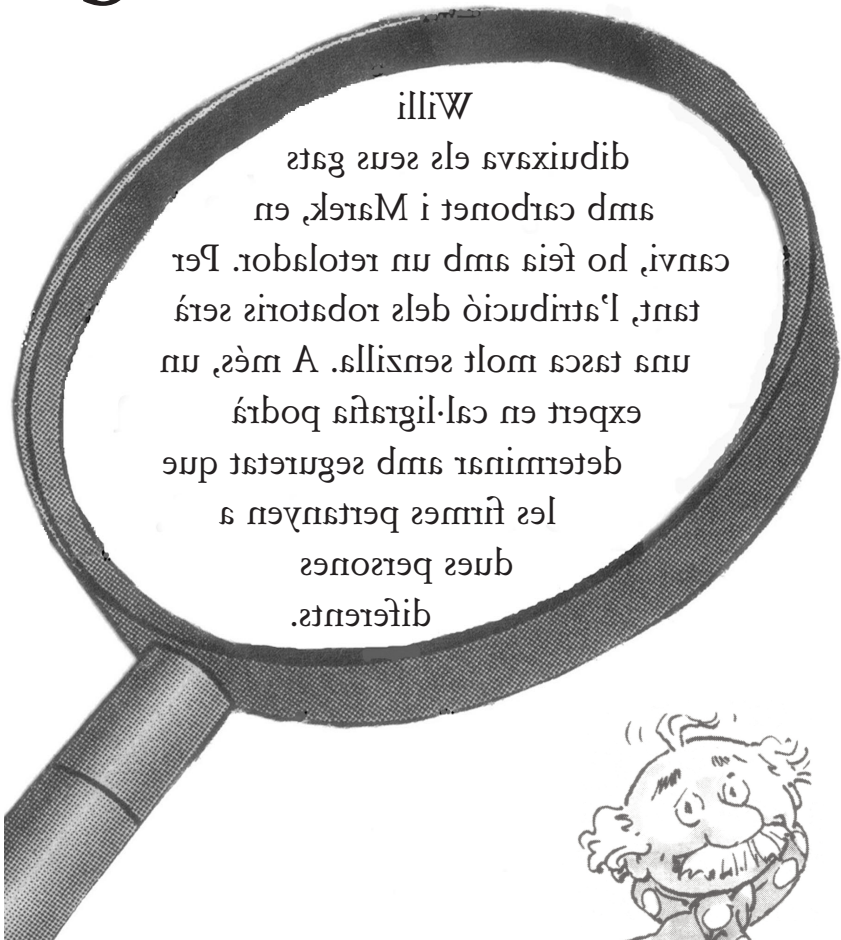 Willi
dibuixava els seus gats
amb carbonet i Marek, en
canvi, ho feia amb un retolador. Per
tant, l'atribució dels robatoris serà
una tasca molt senzilla. A més, un
expert en cal·ligrafia podrà
determinar amb seguretat que
les firmes pertanyen a
dues persones
diferents.